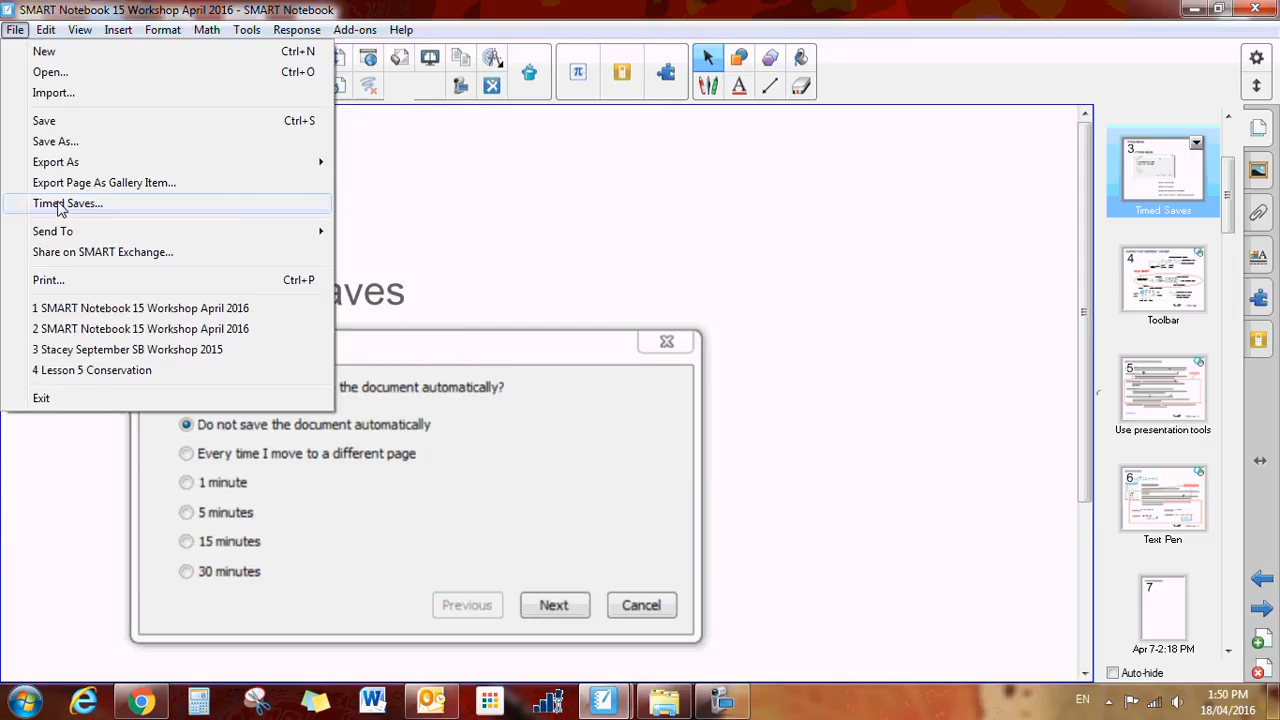 SMART Notebook 15 Workshop April 2016 - SMART Notebook
File Edit View Insert Format Math Tools Response Add-ons Help
New Ctrl+N
Open... Ctrl+O
Import...
Save Ctrl+S
Save As...
Export As
Export Page As Gallery Item...
Timed Saves...
Send To
Share on SMART Exchange...
Print... Ctrl+P
1 SMART Notebook 15 Workshop April 2016
2 SMART Notebook 15 Workshop April 2016
3 Stacey September SB Workshop 2015
4 Lesson 5 Conservation
Exit
aves
the document automatically?
Do not save the document automatically
Every time I move to a different page
1 minute
5 minutes
15 minutes
30 minutes
Previous Next Cancel
3
Timed Saves
4
Toolbar
5
Use presentation tools
6
Text Pen
7
Apr 7-2:18 PM
Auto-hide
EN
1:50 PM
18/04/2016